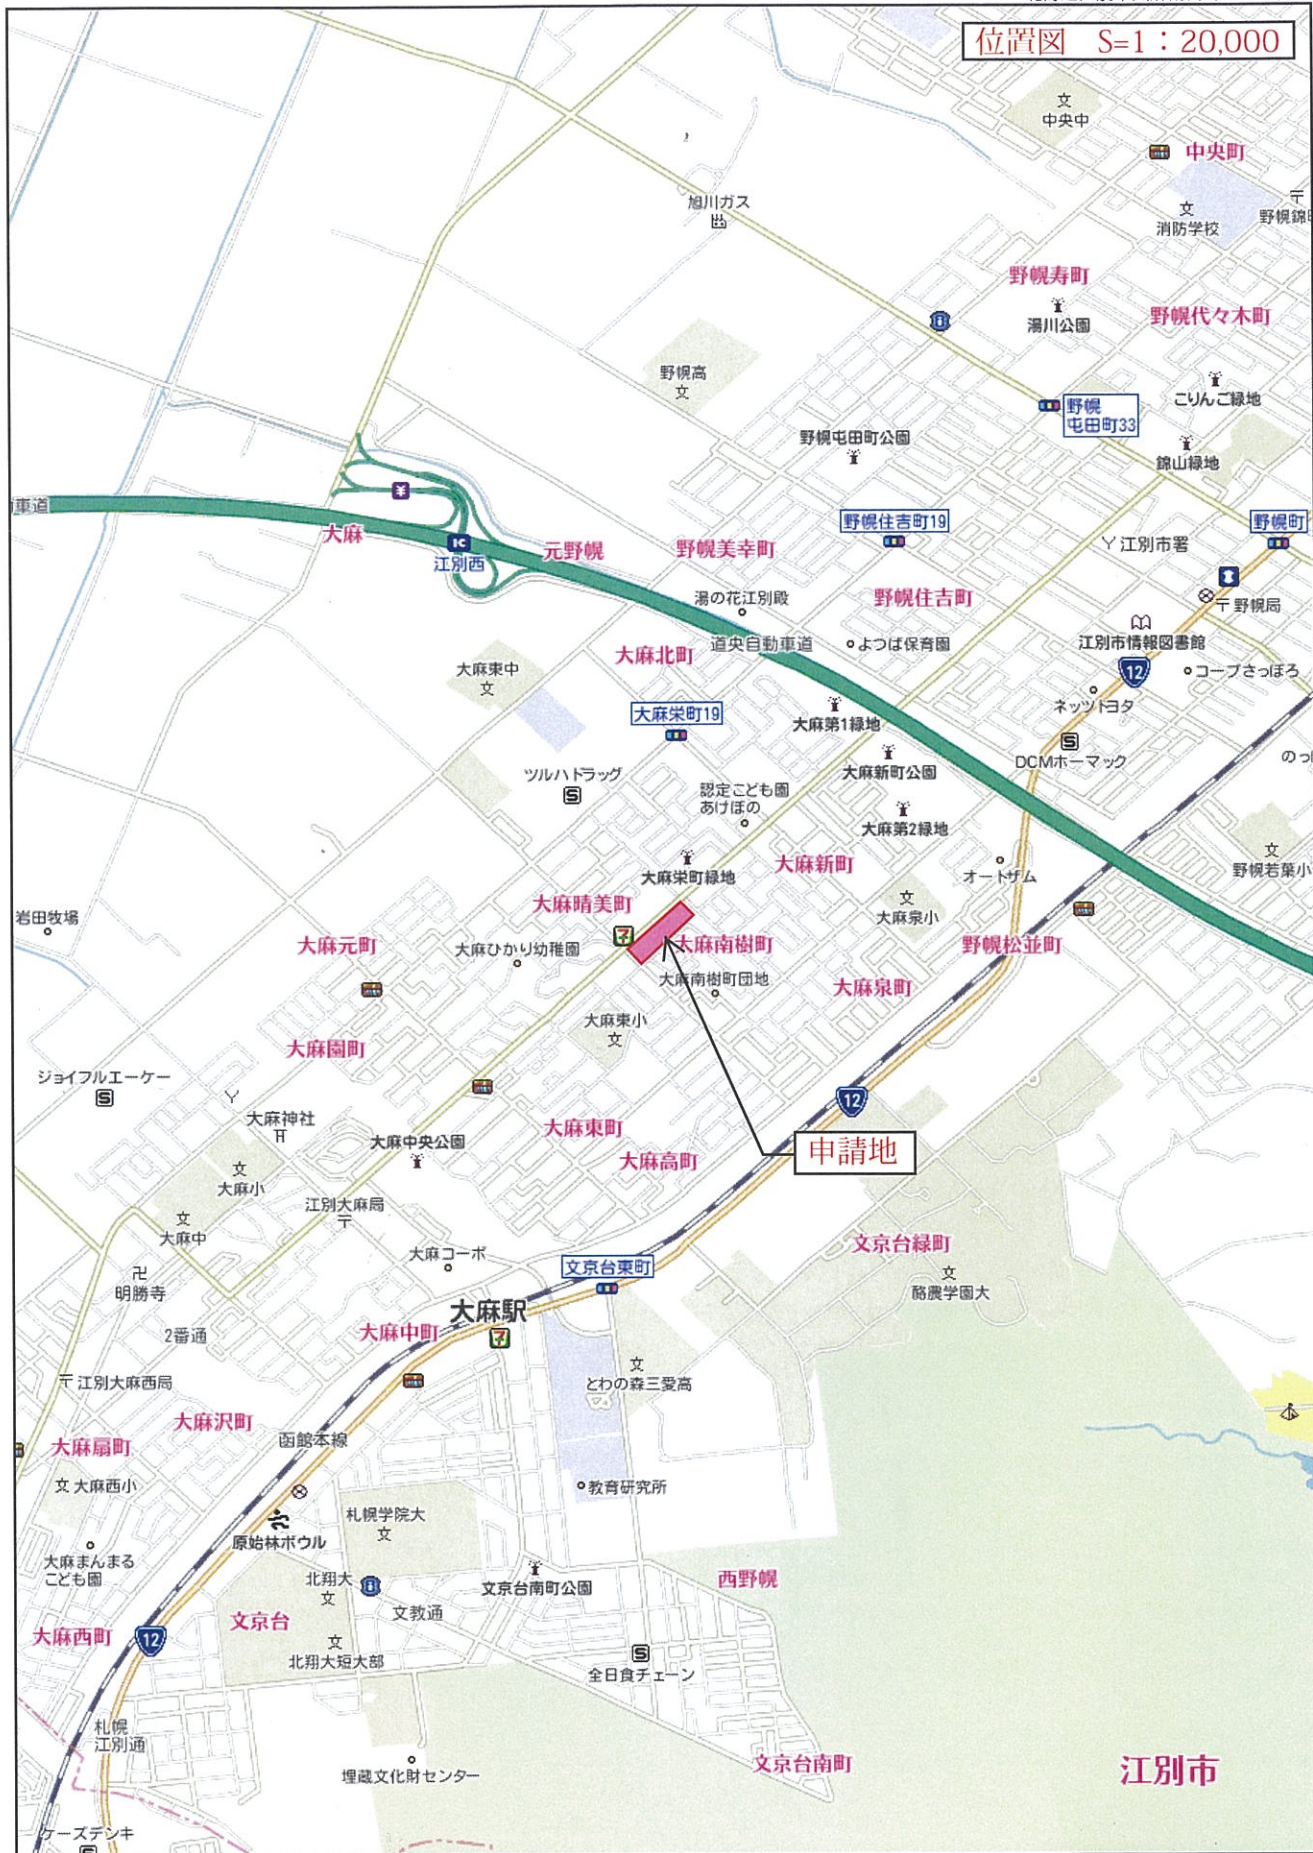 位置図 S=1：20,000
中央中
中央町
旭川ガス
消防学校
野幌寿町
湯川公園
野幌代々木町
野幌高
こりんご緑地
野幌
屯田町33
野幌屯田町公園
錦山緑地
車道
野幌住吉町19
野幌町
大麻
IC
江別西
元野幌
野幌美幸町
江別市署
湯の花江別殿
野幌住吉町
野幌局
江別市情報図書館
道央自動車道
よつば保育園
大麻北町
大麻東中
12
コープさっぽろ
ネッツトヨタ
大麻栄町19
大麻第1緑地
DCMホーマック
ツルハドラッグ
大麻新町公園
認定こども園
あけぼの
大麻第2緑地
大麻新町
大麻栄町緑地
オートザム
野幌若葉小
大麻晴美町
大麻泉小
岩田牧場
大麻元町
大麻ひかり幼稚園
大麻南樹町
野幌松並町
大麻南樹町団地
大麻泉町
大麻東小
大麻園町
ジョイフルエーケー
12
大麻神社
大麻東町
大麻中央公園
大麻高町
申請地
大麻小
江別大麻局
大麻中
文京台緑町
大麻コーポ
文京台東町
明勝寺
酪農学園大
大麻駅
2番通
大麻中町
江別大麻西局
とわの森三愛高
大麻沢町
函館本線
大麻扇町
大麻西小
教育研究所
札幌学院大
原始林ボウル
大麻まんまる
こども園
北翔大
文京台南町公園
西野幌
文京台
文教通
大麻西町
12
北翔大短大部
全日食チェーン
札幌
江別通
文京台南町
埋蔵文化財センター
江別市
ケーズデンキ